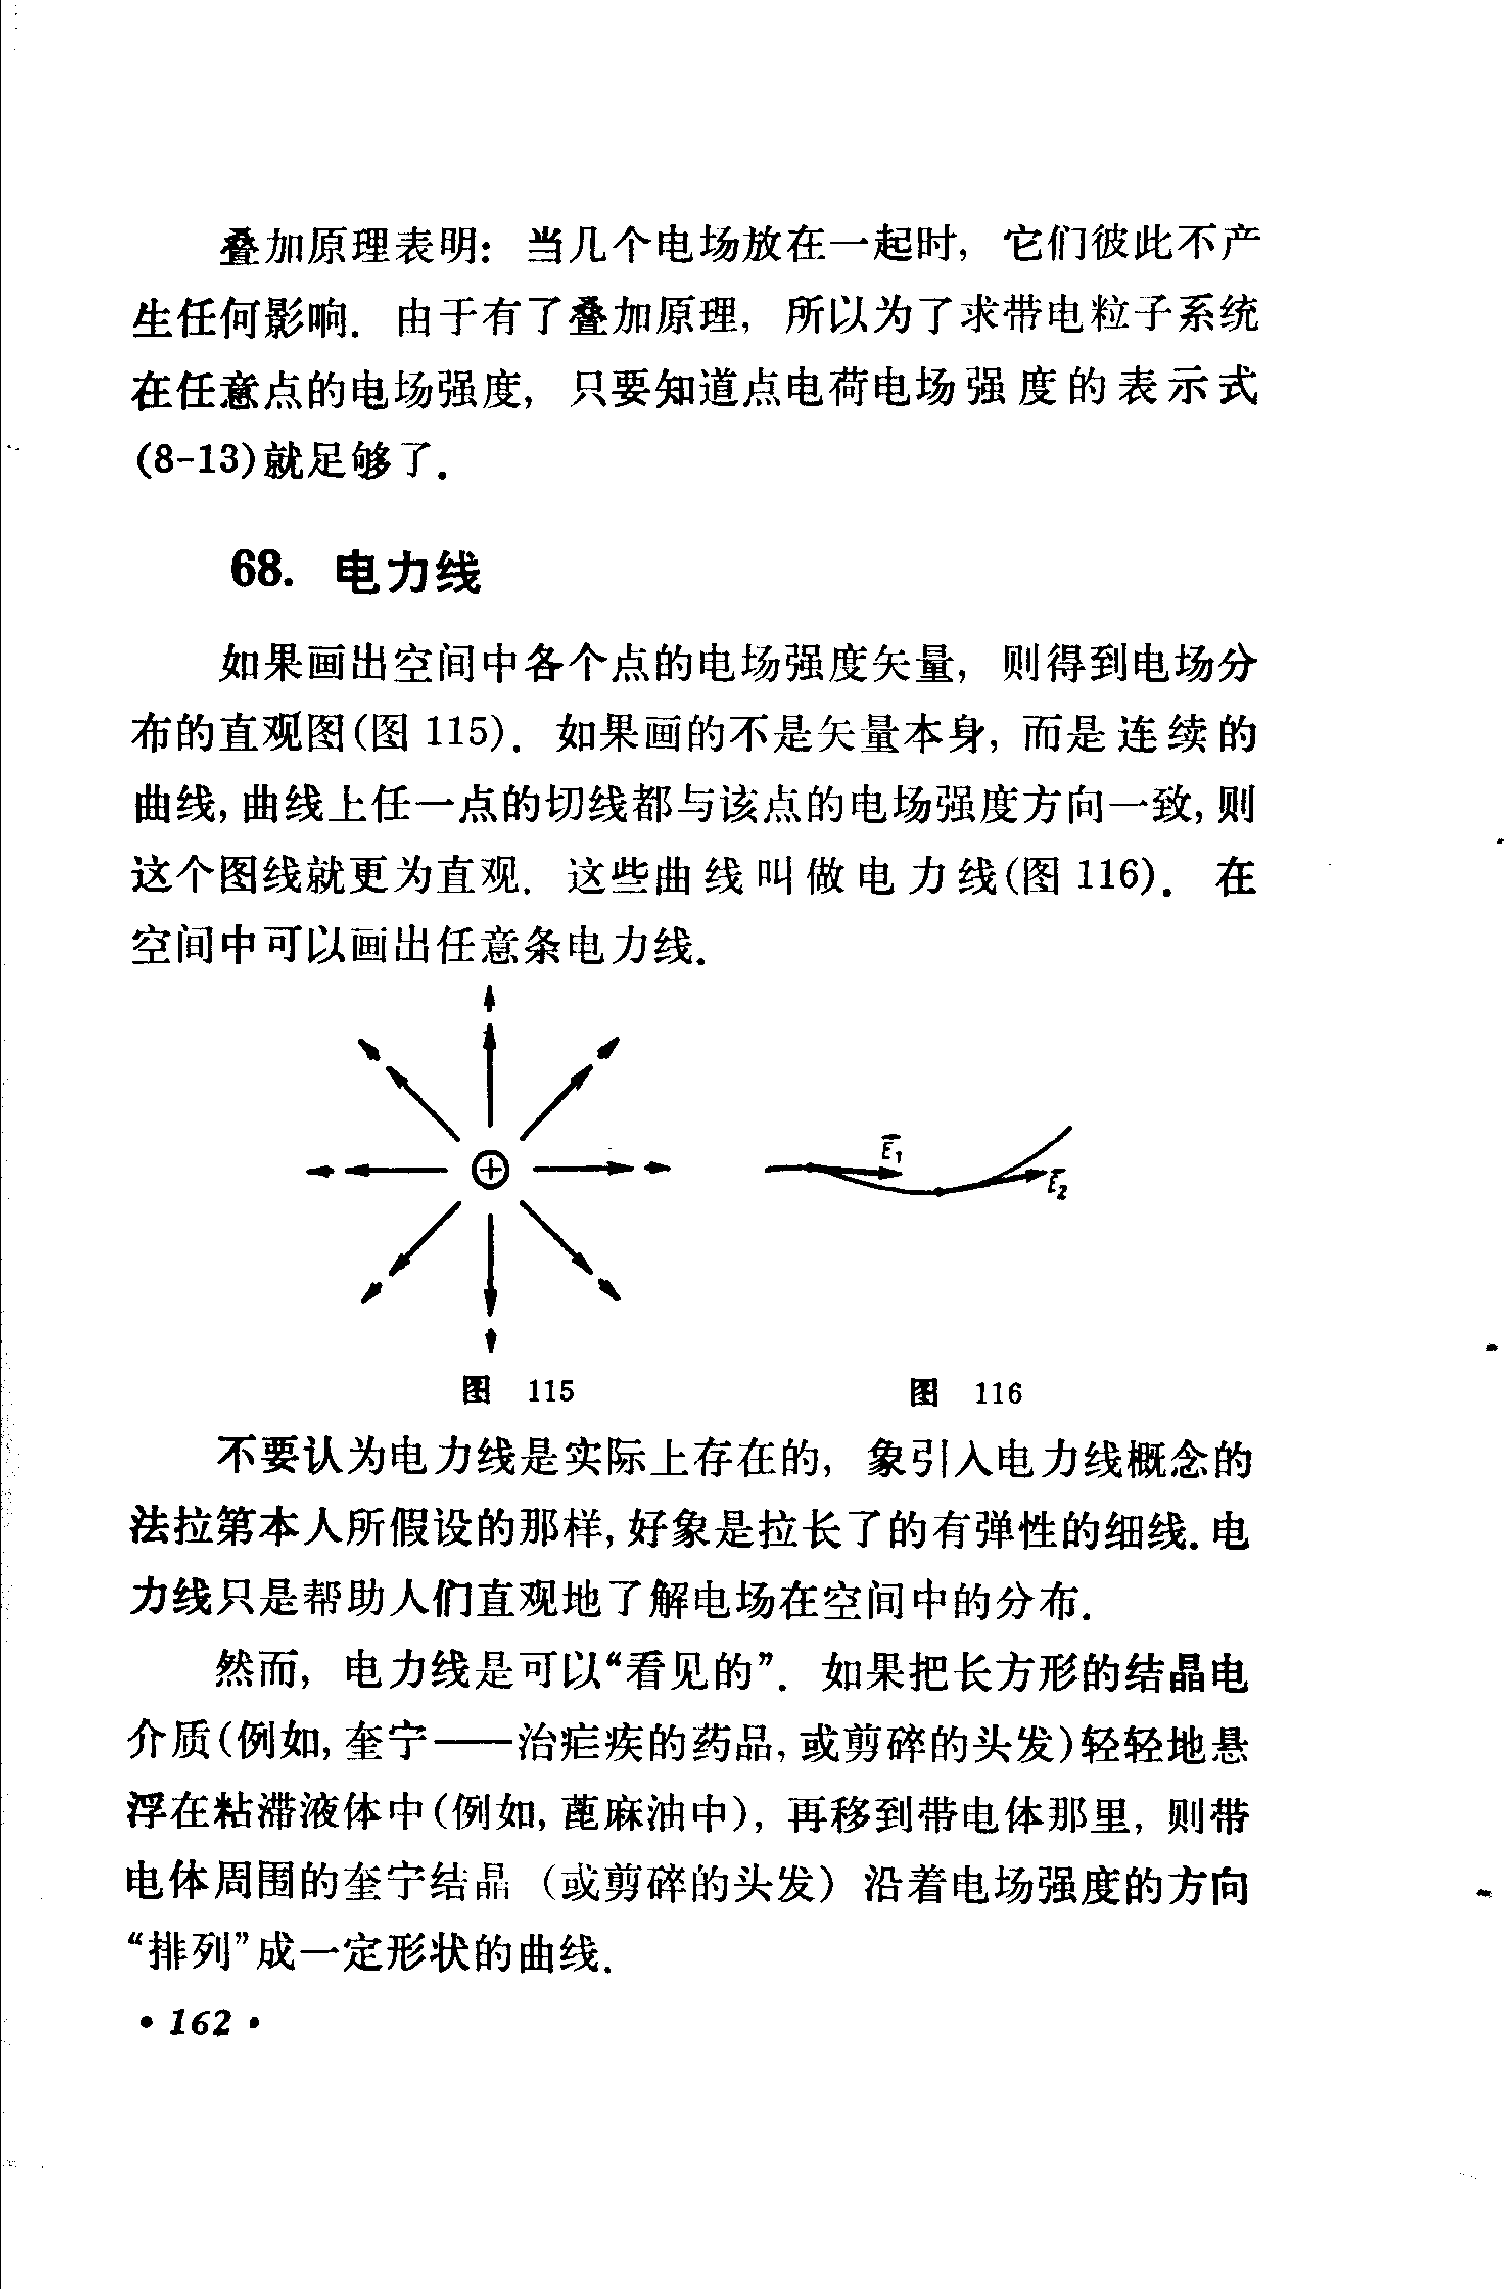 叠加原理表明：当几个电场放在一起时，它们彼此不产
生任何影响．由于有了叠加原理，所以为了求带电粒子系统
在任意点的电场强度，只要知道点电荷电场强度的表示式
(8-13)就足够了．
68．电力线
如果画出空间中各个点的电场强度矢量，则得到电场分
布的直观图(图 115)．如果画的不是矢量本身，而是连续的
曲线，曲线上任一点的切线都与该点的电场强度方向一致，则
这个图线就更为直观．这些曲线叫做电力线(图 116)．在
空间中可以画出任意条电力线．
E₁
E₂
图 115
图 116
不要认为电力线是实际上存在的，象引入电力线概念的
法拉第本人所假设的那样，好象是拉长了的有弹性的细线．电
力线只是帮助人们直观地了解电场在空间中的分布．
然而，电力线是可以“看见的”．如果把长方形的结晶电
介质(例如，奎宁——治疟疾的药品，或剪碎的头发)轻轻地悬
浮在粘滞液体中(例如，蓖麻油中)，再移到带电体那里，则带
电体周围的奎宁结晶（或剪碎的头发）沿着电场强度的方向
“排列”成一定形状的曲线．
·162·